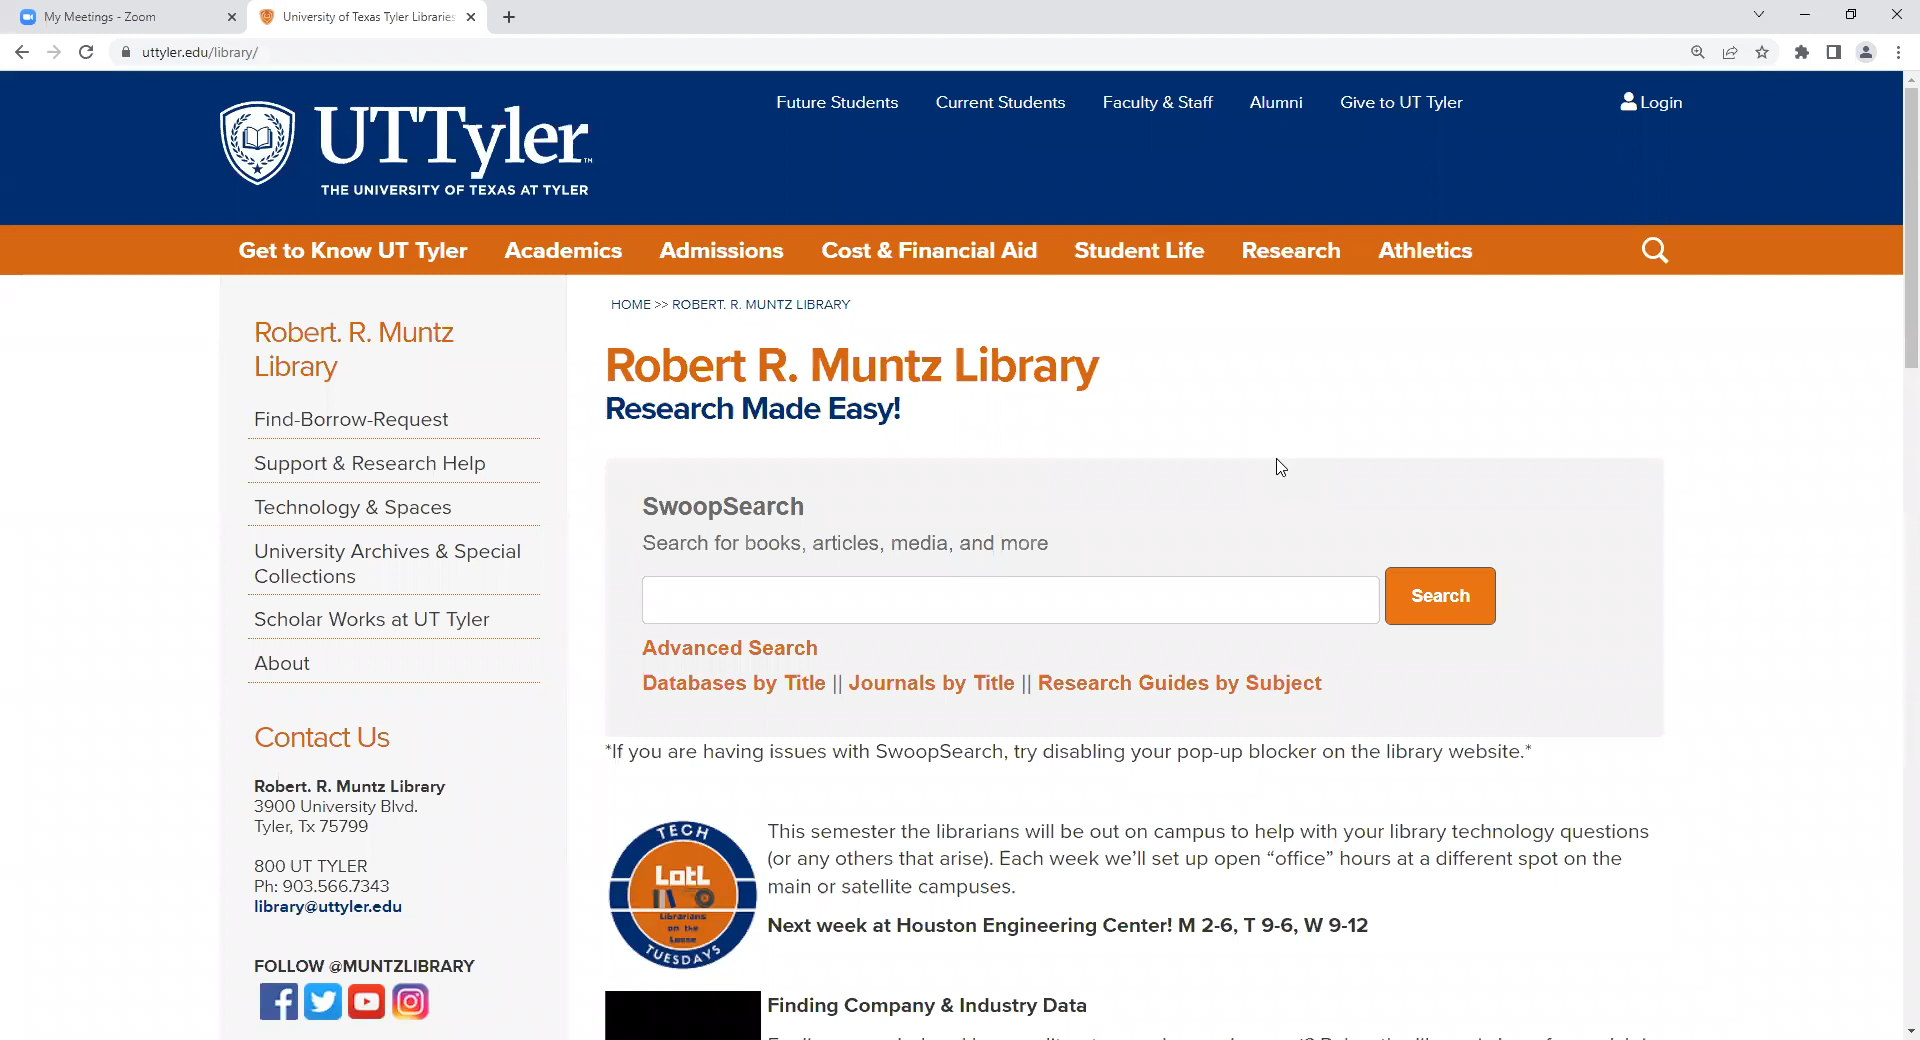 My Meetings - Zoom
University of Texas Tyler Libraries
uttyler.edu/library/
UTTyler™
THE UNIVERSITY OF TEXAS AT TYLER
Future Students
Current Students
Faculty & Staff
Alumni
Give to UT Tyler
Login
Get to Know UT Tyler
Academics
Admissions
Cost & Financial Aid
Student Life
Research
Athletics
Robert. R. Muntz
Library
Find-Borrow-Request
Support & Research Help
Technology & Spaces
University Archives & Special
Collections
Scholar Works at UT Tyler
About
Contact Us
Robert. R. Muntz Library
3900 University Blvd.
Tyler, Tx 75799
800 UT TYLER
Ph: 903.566.7343
library@uttyler.edu
FOLLOW @MUNTZLIBRARY
HOME >> ROBERT. R. MUNTZ LIBRARY
Robert R. Muntz Library
Research Made Easy!
SwoopSearch
Search for books, articles, media, and more
Search
Advanced Search
Databases by Title || Journals by Title || Research Guides by Subject
*If you are having issues with SwoopSearch, try disabling your pop-up blocker on the library website.*
TECH
LotL
Librarians
on the
Loose
TUESDAYS
This semester the librarians will be out on campus to help with your library technology questions
(or any others that arise). Each week we’ll set up open “office” hours at a different spot on the
main or satellite campuses.
Next week at Houston Engineering Center! M 2-6, T 9-6, W 9-12
Finding Company & Industry Data